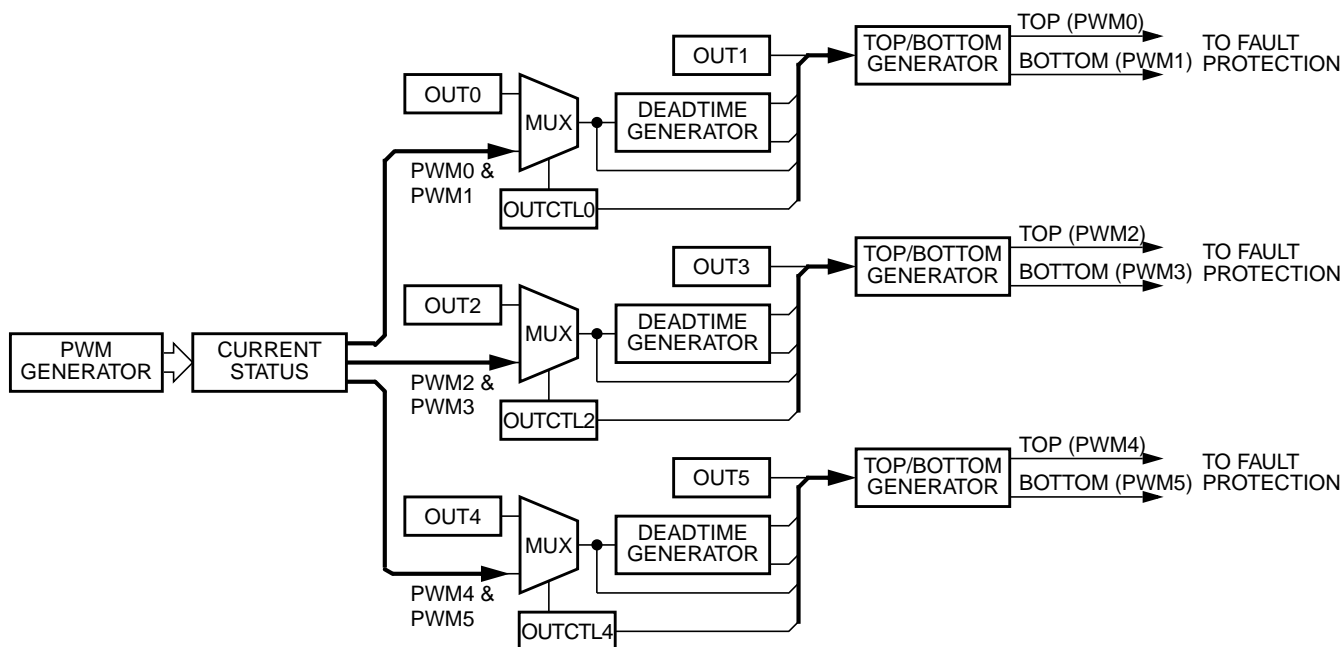 OUT1
TOP/BOTTOM
GENERATOR
TOP (PWM0)
BOTTOM (PWM1)
TO FAULT
PROTECTION
OUT0
MUX
DEADTIME
GENERATOR
PWM0 &
PWM1
OUTCTL0
OUT3
TOP/BOTTOM
GENERATOR
TOP (PWM2)
BOTTOM (PWM3)
TO FAULT
PROTECTION
OUT2
MUX
DEADTIME
GENERATOR
PWM
GENERATOR
CURRENT
STATUS
PWM2 &
PWM3
OUTCTL2
OUT5
TOP/BOTTOM
GENERATOR
TOP (PWM4)
BOTTOM (PWM5)
TO FAULT
PROTECTION
OUT4
MUX
DEADTIME
GENERATOR
PWM4 &
PWM5
OUTCTL4